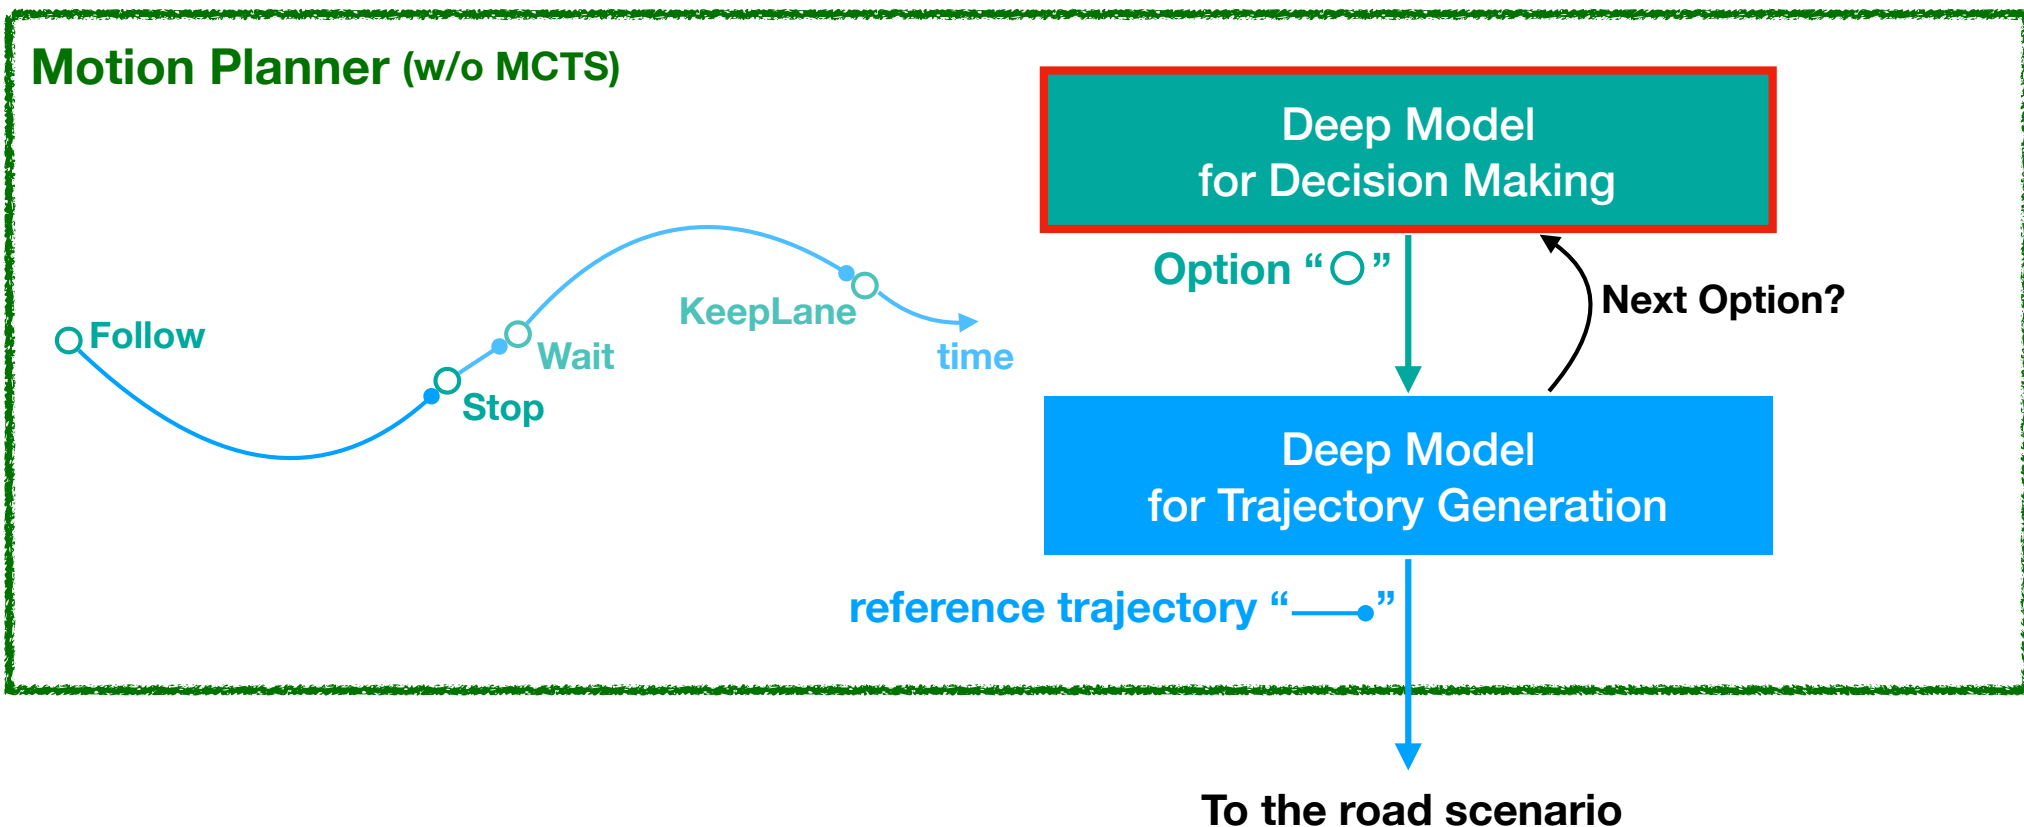 Motion Planner (w/o MCTS)
Follow
Stop
Wait
KeepLane
time
Deep Model
for Decision Making
Option “○”
Next Option?
Deep Model
for Trajectory Generation
reference trajectory “——●”
To the road scenario